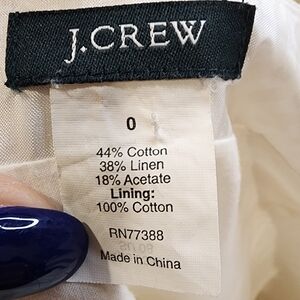 J.CREW
0
44% Cotton
38% Linen
18% Acetate
Lining:
100% Cotton
RN77388
Made in China